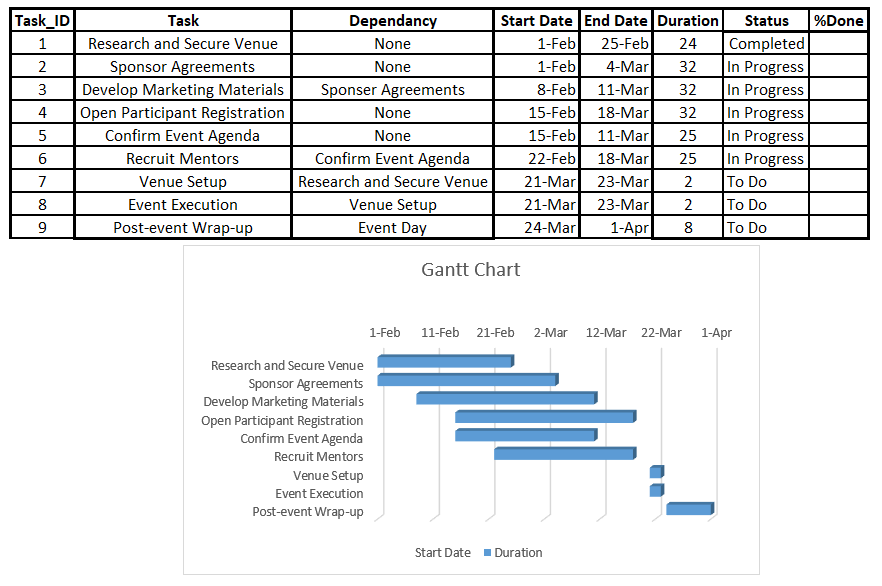 Task_ID Task Dependancy Start Date End Date Duration Status %Done
1 Research and Secure Venue None 1-Feb 25-Feb 24 Completed
2 Sponsor Agreements None 1-Feb 4-Mar 32 In Progress
3 Develop Marketing Materials Sponser Agreements 8-Feb 11-Mar 32 In Progress
4 Open Participant Registration None 15-Feb 18-Mar 32 In Progress
5 Confirm Event Agenda None 15-Feb 11-Mar 25 In Progress
6 Recruit Mentors Confirm Event Agenda 22-Feb 18-Mar 25 In Progress
7 Venue Setup Research and Secure Venue 21-Mar 23-Mar 2 To Do
8 Event Execution Venue Setup 21-Mar 23-Mar 2 To Do
9 Post-event Wrap-up Event Day 24-Mar 1-Apr 8 To Do
Gantt Chart
1-Feb 11-Feb 21-Feb 2-Mar 12-Mar 22-Mar 1-Apr
Research and Secure Venue
Sponsor Agreements
Develop Marketing Materials
Open Participant Registration
Confirm Event Agenda
Recruit Mentors
Venue Setup
Event Execution
Post-event Wrap-up
Start Date Duration